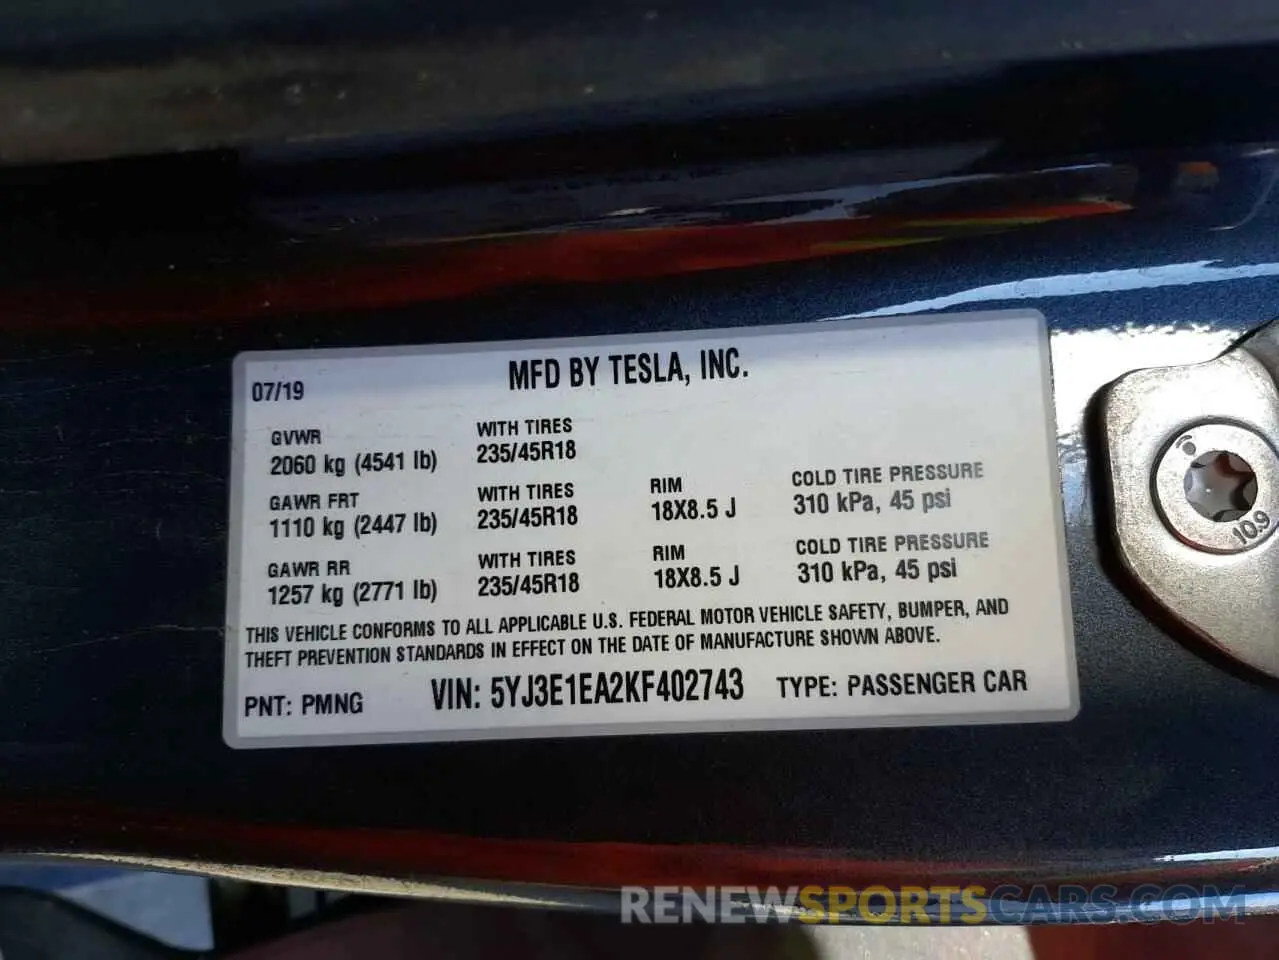 MFD BY TESLA, INC.
07/19
GVWR
2060 kg (4541 lb)
WITH TIRES
235/45R18
GAWR FRT
1110 kg (2447 lb)
WITH TIRES
235/45R18
RIM
18X8.5 J
COLD TIRE PRESSURE
310 kPa, 45 psi
GAWR RR
1257 kg (2771 lb)
WITH TIRES
235/45R18
RIM
18X8.5 J
COLD TIRE PRESSURE
310 kPa, 45 psi
THIS VEHICLE CONFORMS TO ALL APPLICABLE U.S. FEDERAL MOTOR VEHICLE SAFETY, BUMPER, AND
THEFT PREVENTION STANDARDS IN EFFECT ON THE DATE OF MANUFACTURE SHOWN ABOVE.
PNT: PMNG VIN: 5YJ3E1EA2KF402743 TYPE: PASSENGER CAR
10.9
RENEWSPORTSCARS.COM